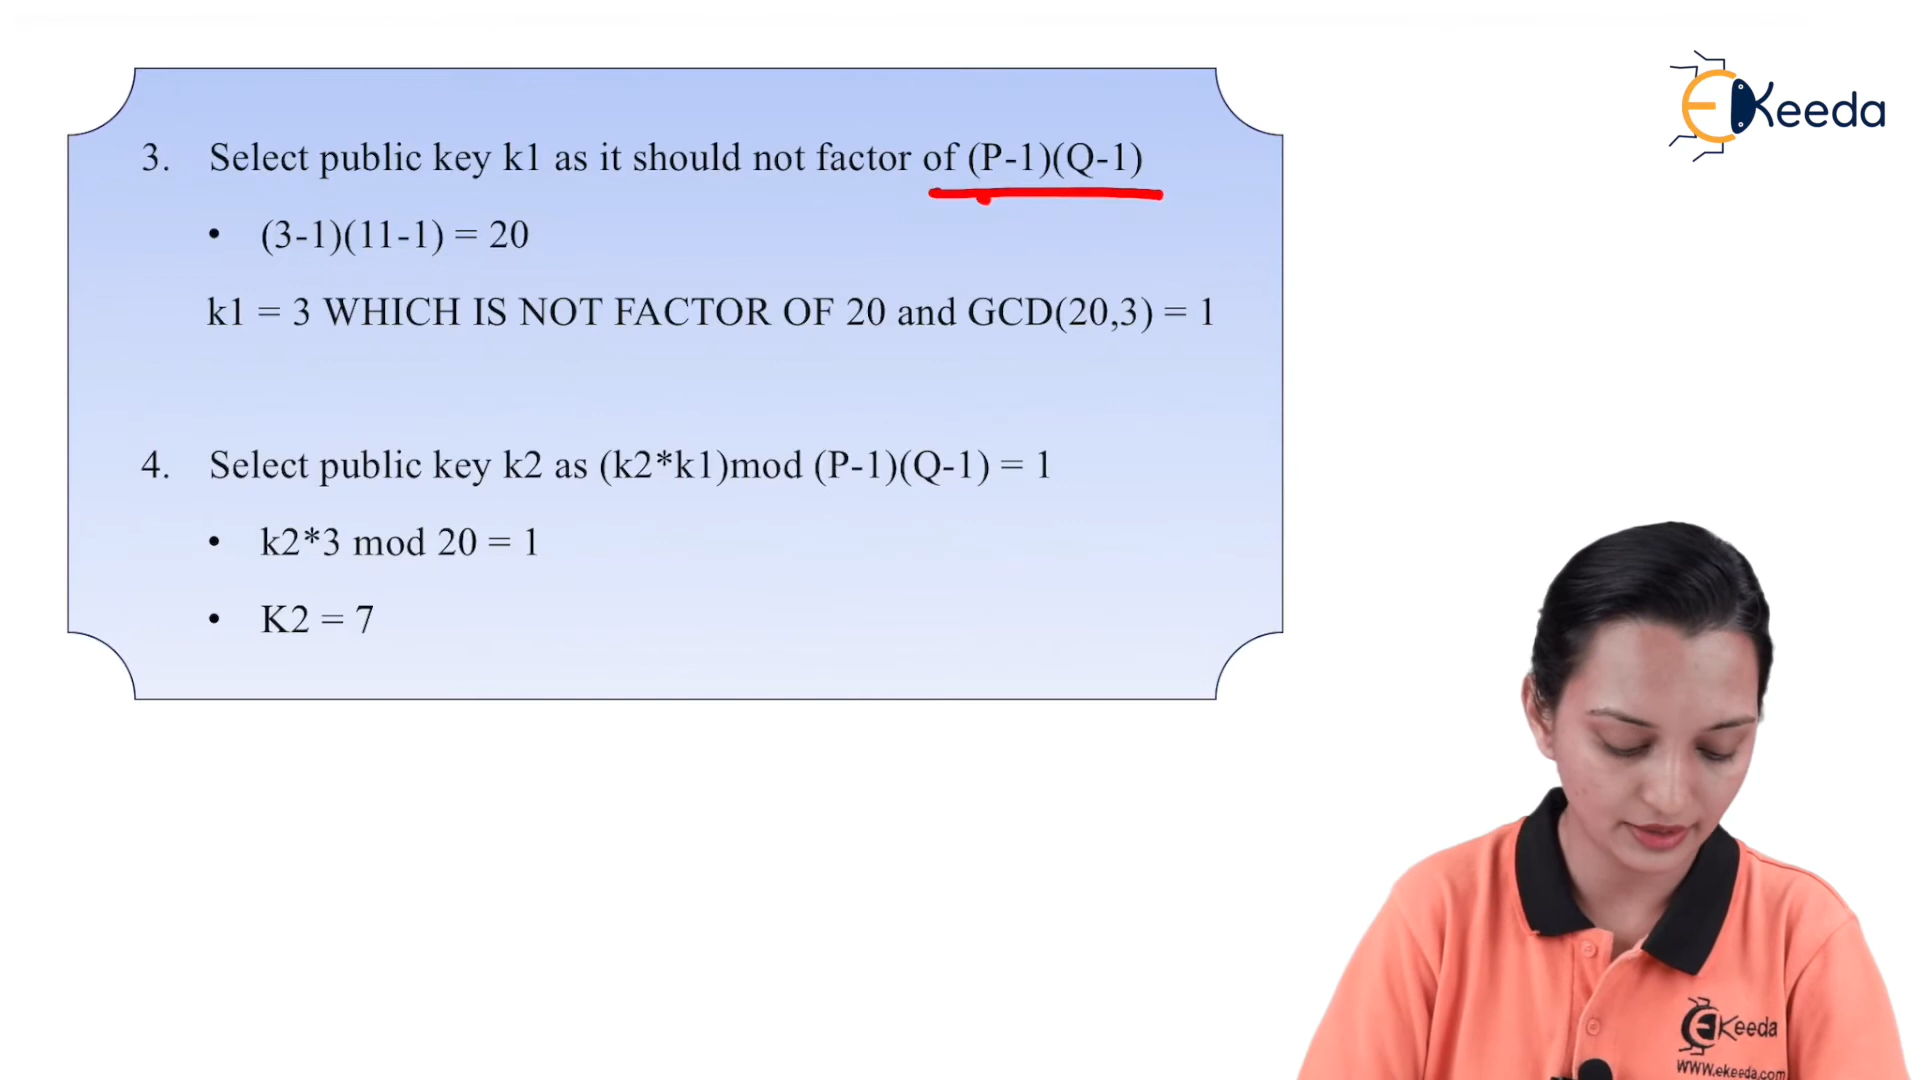 EKeeda
3. Select public key k1 as it should not factor of (P-1)(Q-1)
• (3-1)(11-1) = 20
k1 = 3 WHICH IS NOT FACTOR OF 20 and GCD(20,3) = 1
4. Select public key k2 as (k2*k1)mod (P-1)(Q-1) = 1
• k2*3 mod 20 = 1
• K2 = 7
EKeeda
WWW.ekeeda.com